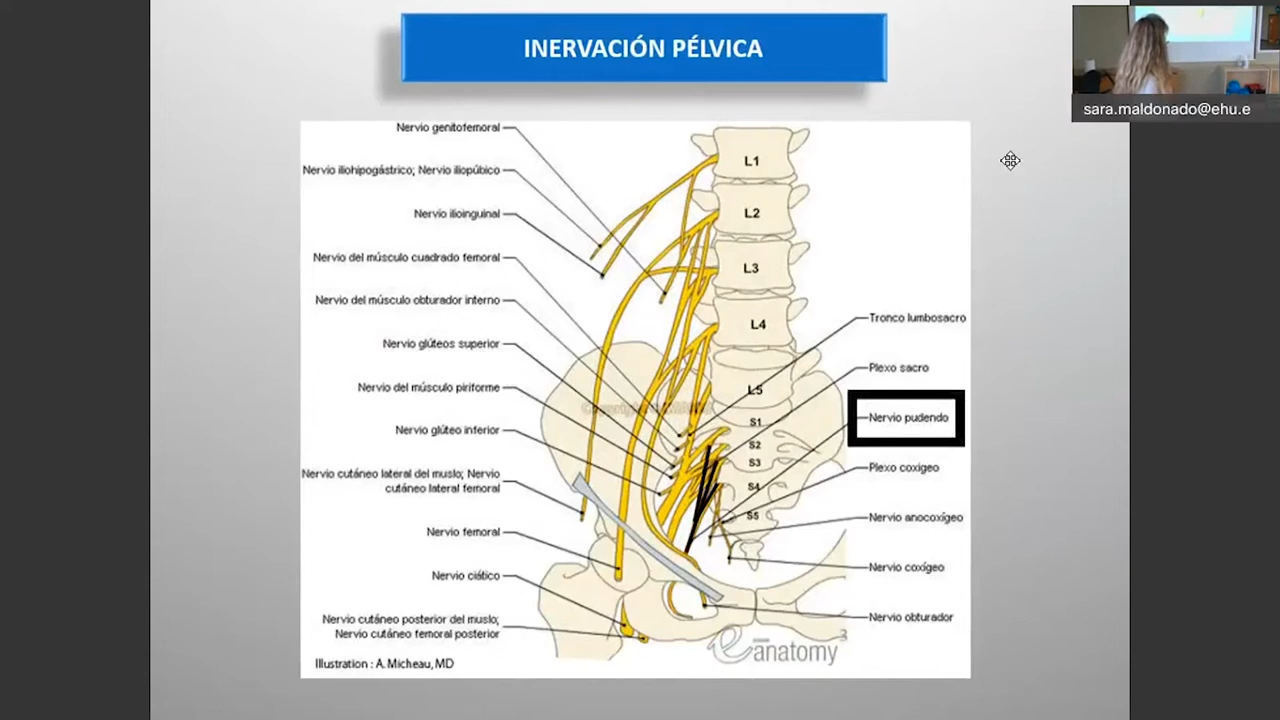 INERVACIÓN PÉLVICA
sara.maldonado@ehu.e
Nervio genitofemoral
Nervio iliohipogástrico; Nervio iliopúbico
Nervio ilioinguinal
Nervio del músculo cuadrado femoral
Nervio del músculo obturador interno
Nervio glúteos superior
Nervio del músculo piriforme
Nervio glúteo inferior
Nervio cutáneo lateral del muslo; Nervio
cutáneo lateral femoral
Nervio femoral
Nervio ciático
Nervio cutáneo posterior del muslo;
Nervio cutáneo femoral posterior
L1
L2
L3
L4
L5
S1
S2
S3
S4
S5
Tronco lumbosacro
Plexo sacro
Nervio pudendo
Plexo coxígeo
Nervio anocoxígeo
Nervio coxígeo
Nervio obturador
3
e anatomy
Illustration : A. Micheau, MD